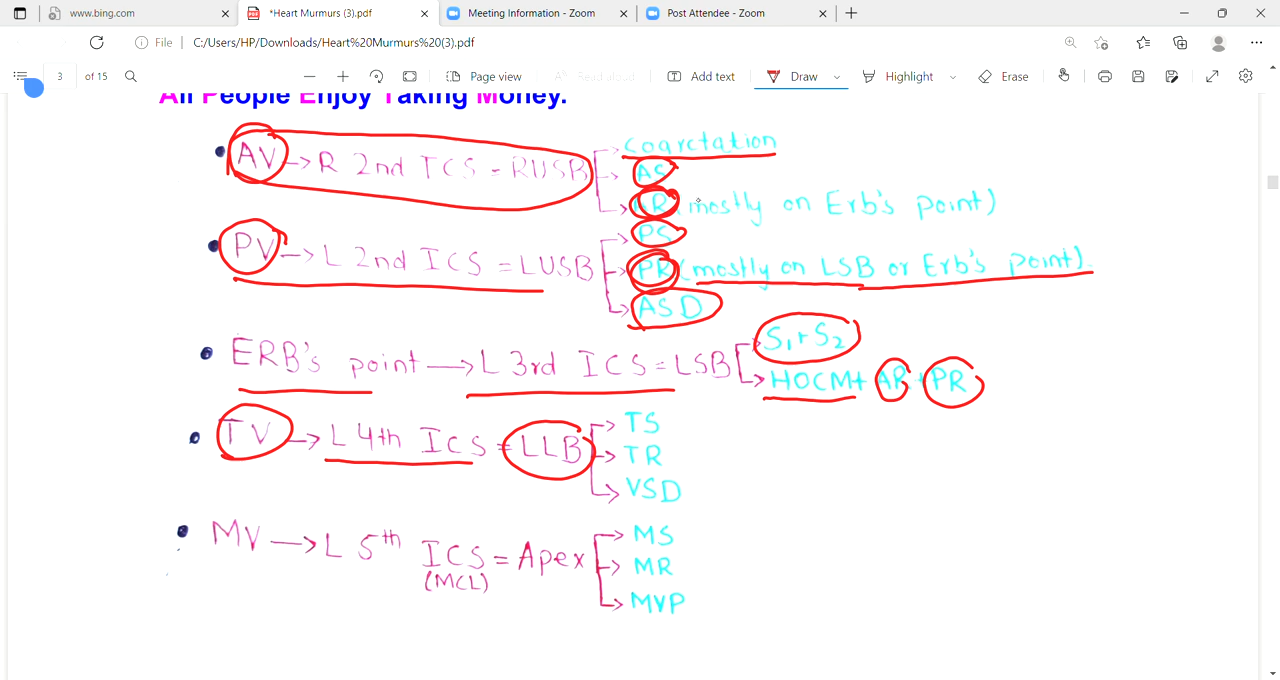 www.bing.com
*Heart Murmurs (3).pdf
Meeting Information - Zoom
Post Attendee - Zoom
File C:/Users/HP/Downloads/Heart%20Murmurs%20(3).pdf
3 of 15 Page view Read aloud Add text Draw Highlight Erase
All People Enjoy Taking Money.
AV → R 2nd ICS = RUSB
Coarctation
AS
AR (mostly on Erb's point)
PV → L 2nd ICS = LUSB
PS
PR (mostly on LSB or Erb's point)
ASD
ERB's point → L 3rd ICS = LSB
S1+S2
HOCM+ AR + PR
TV → L 4th ICS = LLB
TS
TR
VSD
MV → L 5th ICS = Apex
(MCL)
MS
MR
MVP